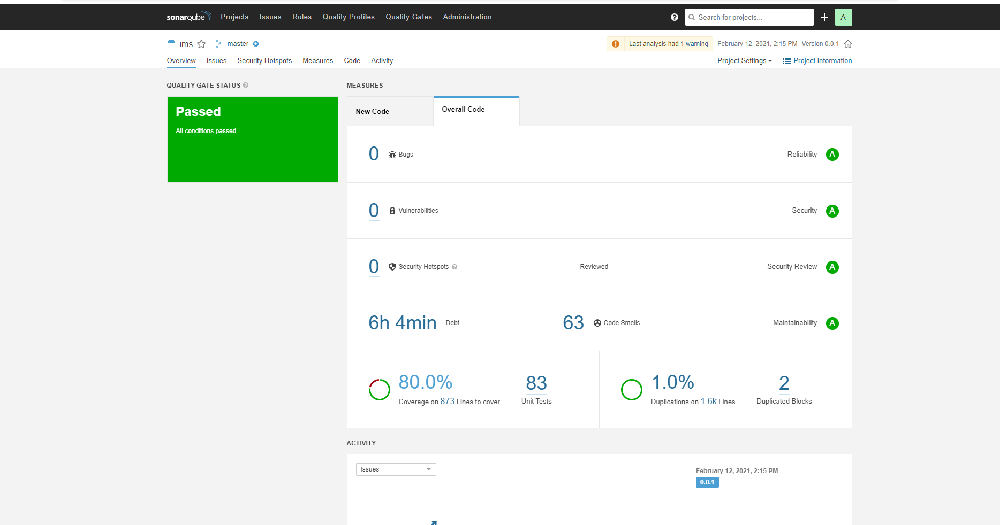 sonarqube Projects Issues Rules Quality Profiles Quality Gates Administration ? Search for projects... + A
ims master Last analysis had 1 warning February 12, 2021, 2:15 PM Version 0.0.1
Overview Issues Security Hotspots Measures Code Activity Project Settings Project Information
QUALITY GATE STATUS ?
Passed
All conditions passed.
MEASURES
New Code Overall Code
0 Bugs Reliability A
0 Vulnerabilities Security A
0 Security Hotspots ? — Reviewed Security Review A
6h 4min Debt 63 Code Smells Maintainability A
80.0% 83 1.0% 2
Coverage on 873 Lines to cover Unit Tests Duplications on 1.6k Lines Duplicated Blocks
ACTIVITY
Issues
February 12, 2021, 2:15 PM
0.0.1